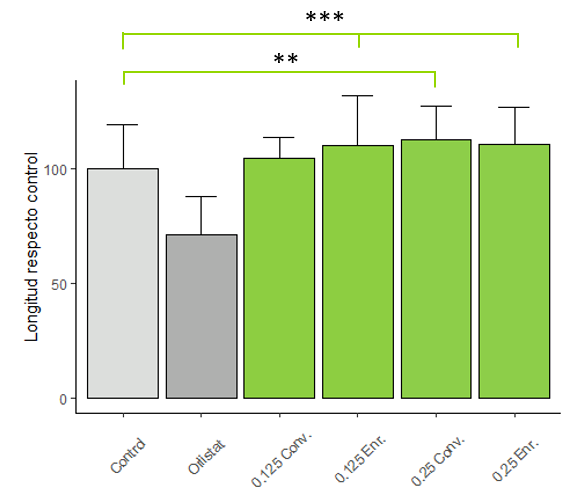 ***
**
Longitud respecto control
100
50
0
Control
Orlistat
0.125 Conv.
0.125 Enr.
0.25 Conv.
0.25 Enr.